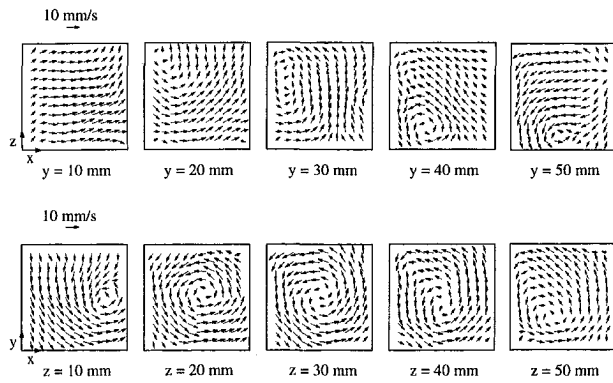 10 mm/s
z
x
y = 10 mm
y = 20 mm
y = 30 mm
y = 40 mm
y = 50 mm
10 mm/s
y
x
z = 10 mm
z = 20 mm
z = 30 mm
z = 40 mm
z = 50 mm